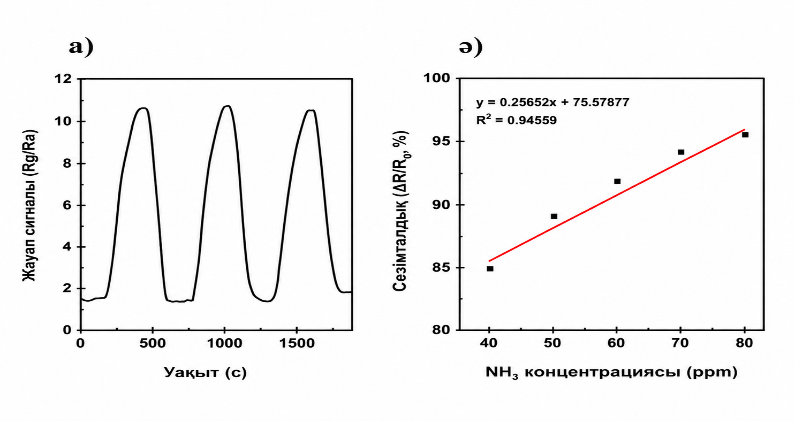 а)
12
10
8
6
4
2
0
Жауап сигналы (Rg/Ra)
0 500 1000 1500
Уақыт (с)
ә)
100
95
90
85
80
Сезімталдық (ΔR/R₀, %)
y = 0.25652x + 75.57877
R² = 0.94559
40 50 60 70 80
NH₃ концентрациясы (ppm)